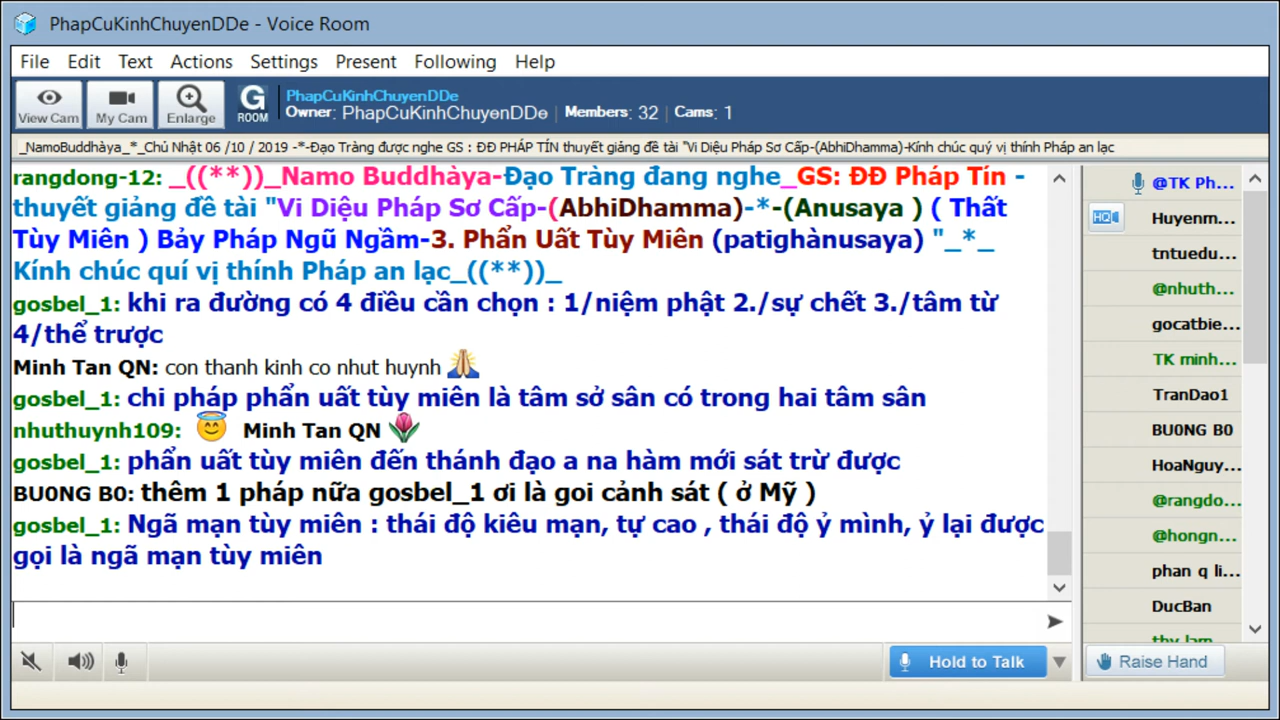 PhapCuKinhChuyenDDe - Voice Room
File Edit Text Actions Settings Present Following Help
View Cam My Cam Enlarge G ROOM PhapCuKinhChuyenDDe
Owner: PhapCuKinhChuyenDDe | Members: 32 | Cams: 1
_NamoBuddhàya_*_Chủ Nhật 06 /10 / 2019 -*-Đạo Tràng được nghe GS : ĐĐ PHÁP TÍN thuyết giảng đề tài "Vi Diệu Pháp Sơ Cấp-(AbhiDhamma)-Kính chúc quý vị thính Pháp an lạc
rangdong-12: _((**))_Namo Buddhàya-Đạo Tràng đang nghe_GS: ĐĐ Pháp Tín -
thuyết giảng đề tài "Vi Diệu Pháp Sơ Cấp-(AbhiDhamma)-*-(Anusaya ) ( Thất
Tùy Miên ) Bảy Pháp Ngũ Ngầm-3. Phẩn Uất Tùy Miên (patighànusaya) "_*_
Kính chúc quí vị thính Pháp an lạc_((**))_
gosbel_1: khi ra đường có 4 điều cần chọn : 1/niệm phật 2./sự chết 3./tâm từ
4/thể trược
Minh Tan QN: con thanh kinh co nhut huynh
gosbel_1: chi pháp phẩn uất tùy miên là tâm sở sân có trong hai tâm sân
nhuthuynh109: Minh Tan QN
gosbel_1: phẩn uất tùy miên đến thánh đạo a na hàm mới sát trừ được
BU0NG B0: thêm 1 pháp nữa gosbel_1 ơi là goi cảnh sát ( ở Mỹ )
gosbel_1: Ngã mạn tùy miên : thái độ kiêu mạn, tự cao , thái độ ỷ mình, ỷ lại được
gọi là ngã mạn tùy miên
@TK Ph...
HQ Huyenm...
tntuedu...
@nhuth...
gocatbie...
TK minh...
TranDao1
BU0NG B0
HoaNguy...
@rangdo...
@hongn...
phan q li...
DucBan
thy lam
Hold to Talk
Raise Hand